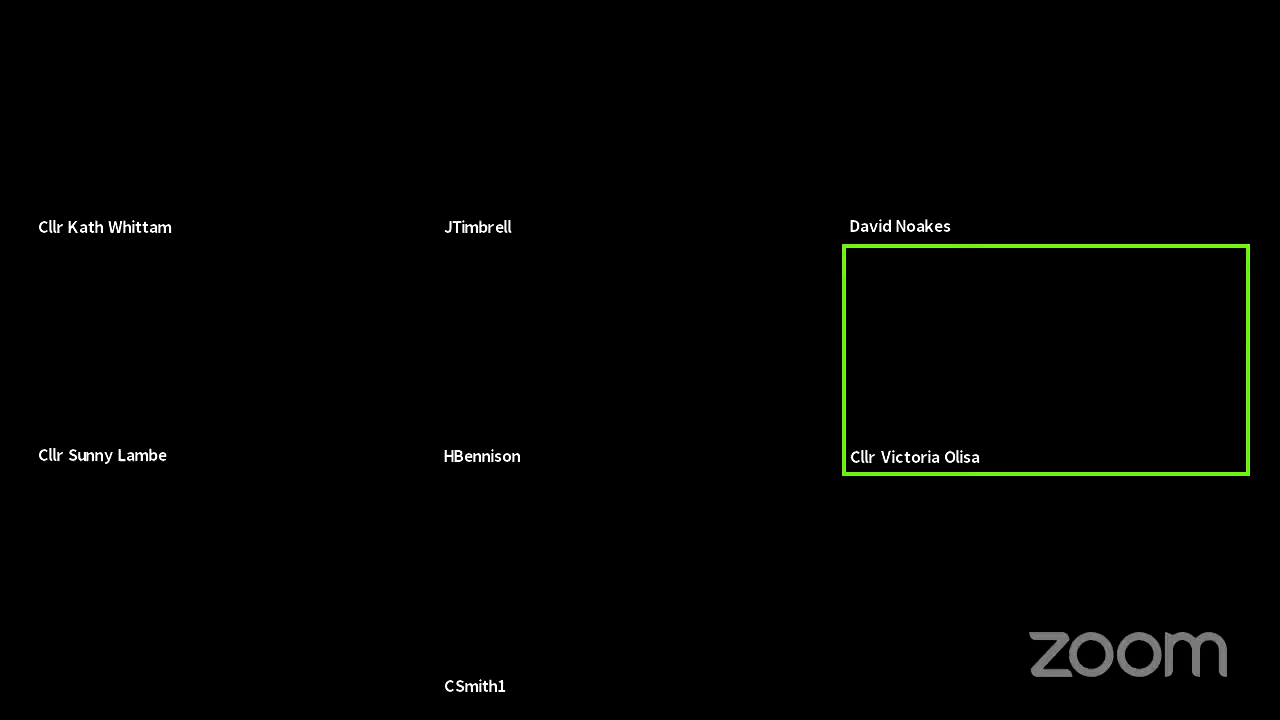 Cllr Kath Whittam
JTimbrell
David Noakes
Cllr Sunny Lambe
HBennison
Cllr Victoria Olisa
CSmith1
zoom